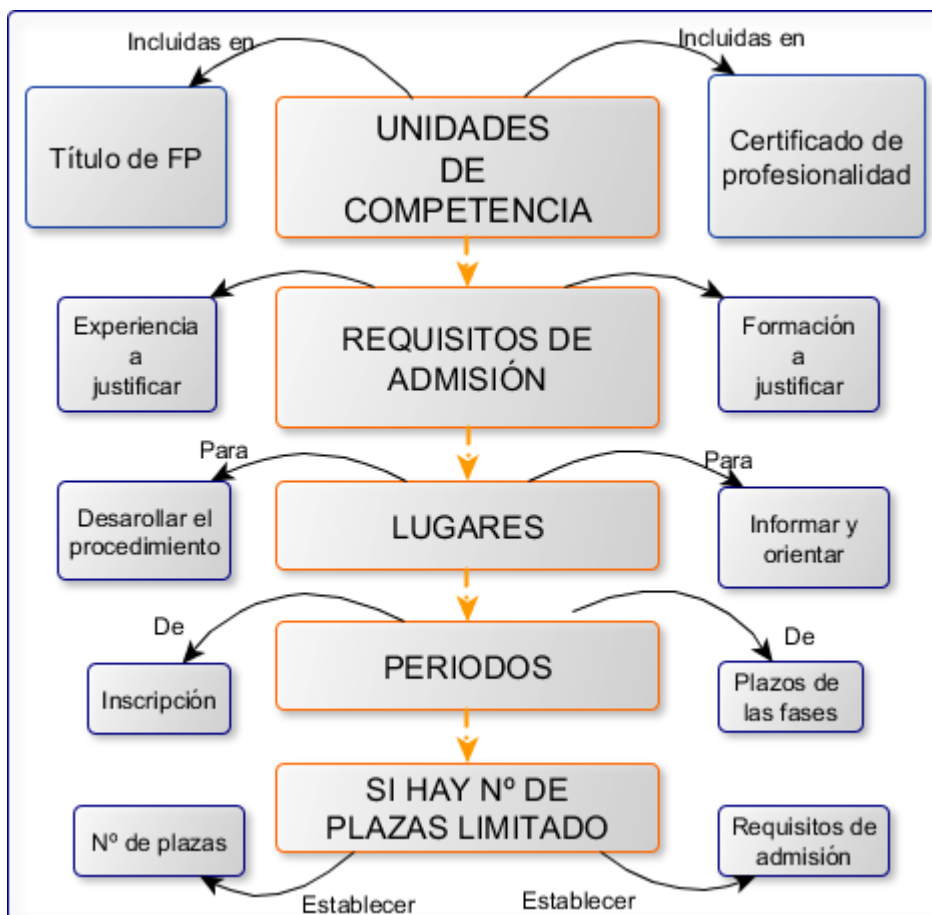 Incluidas en
Incluidas en
Título de FP
UNIDADES
DE
COMPETENCIA
Certificado de
profesionalidad
Experiencia
a
justificar
REQUISITOS DE
ADMISIÓN
Formación
a
justificar
Para
Para
Desarollar el
procedimiento
LUGARES
Informar y
orientar
De
De
Inscripción
PERIODOS
Plazos de
las fases
SI HAY Nº DE
PLAZAS LIMITADO
Nº de plazas
Requisitos de
admisión
Establecer
Establecer